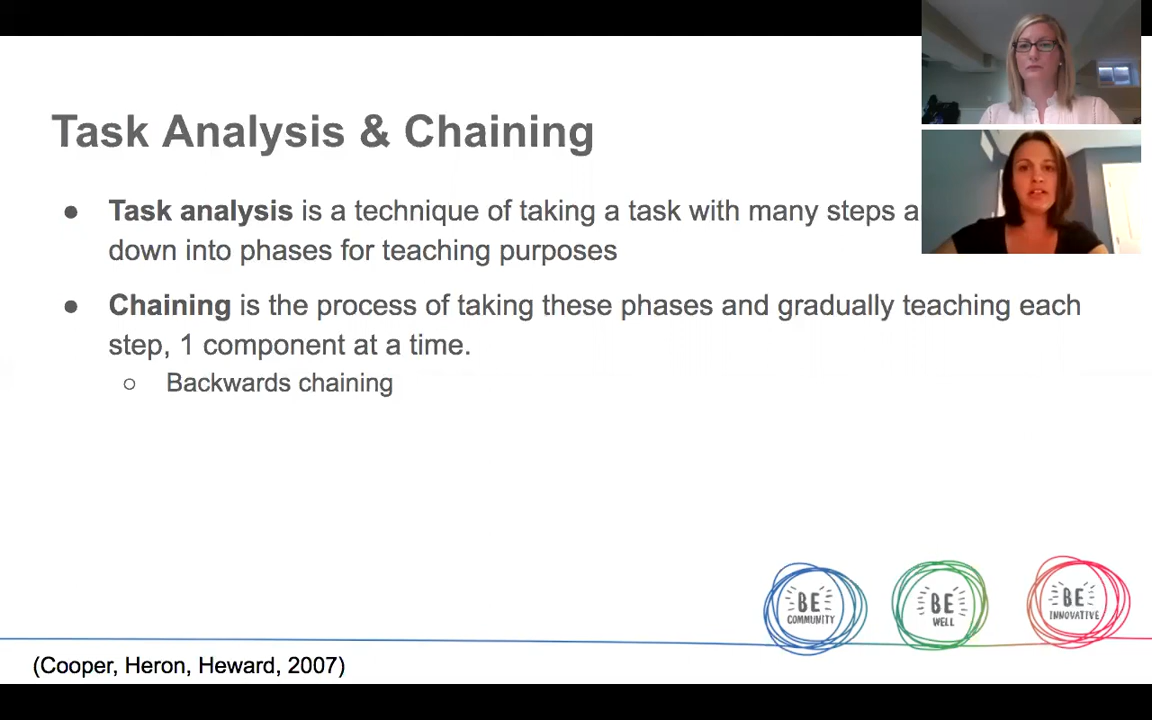 Task Analysis & Chaining
● Task analysis is a technique of taking a task with many steps a
down into phases for teaching purposes
● Chaining is the process of taking these phases and gradually teaching each
step, 1 component at a time.
○ Backwards chaining
BE
COMMUNITY
BE
WELL
BE
INNOVATIVE
(Cooper, Heron, Heward, 2007)